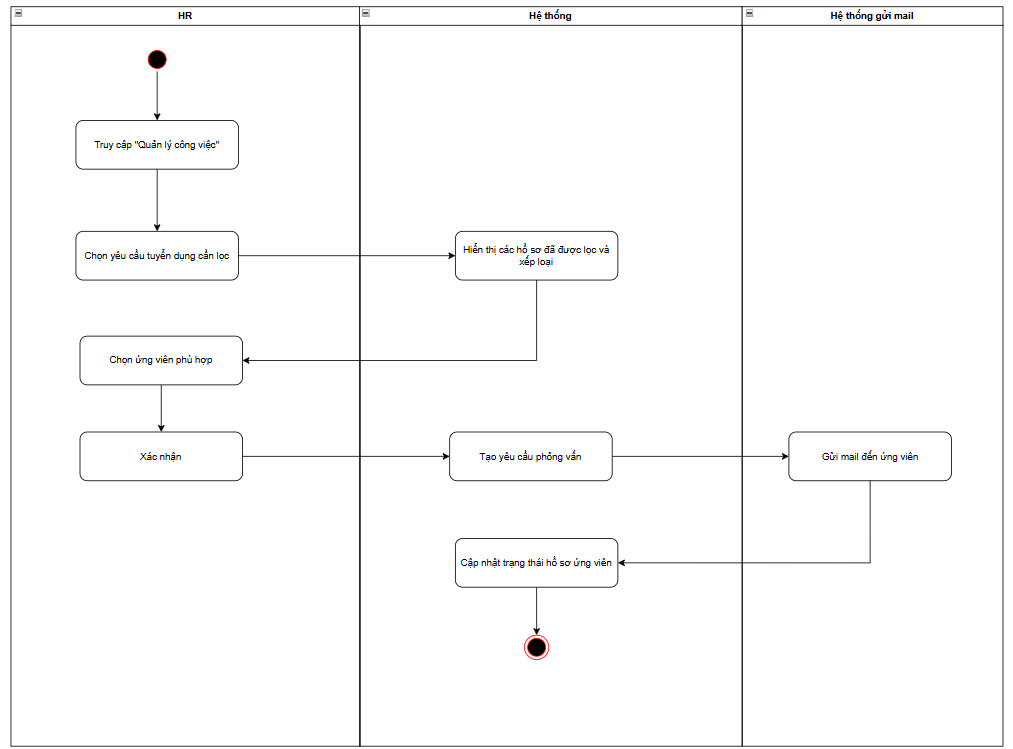 HR
Hệ thống
Hệ thống gửi mail
Truy cập "Quản lý công việc"
Chọn yêu cầu tuyển dụng cần lọc
Hiển thị các hồ sơ đã được lọc và
xếp loại
Chọn ứng viên phù hợp
Xác nhận
Tạo yêu cầu phỏng vấn
Gửi mail đến ứng viên
Cập nhật trạng thái hồ sơ ứng viên